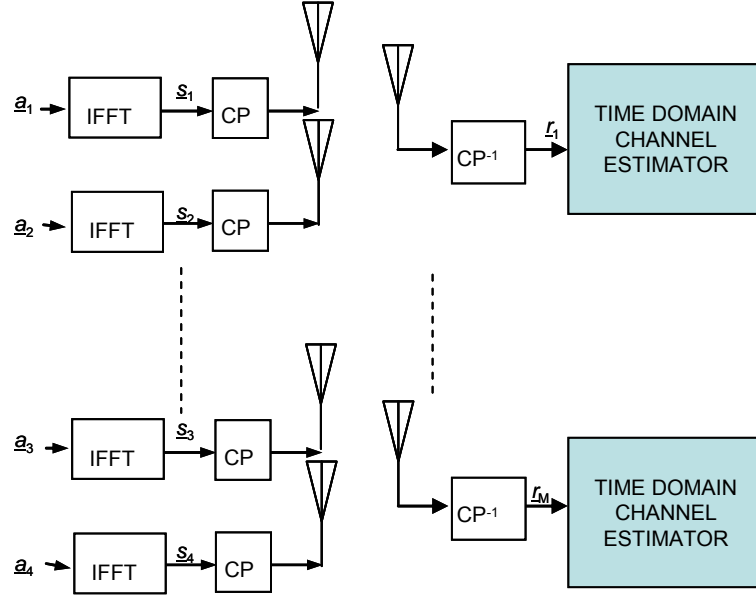 a1
IFFT
s1
CP
CP-1
r1
TIME DOMAIN
CHANNEL
ESTIMATOR
a2
IFFT
s2
CP
a3
IFFT
s3
CP
CP-1
rM
TIME DOMAIN
CHANNEL
ESTIMATOR
a4
IFFT
s4
CP